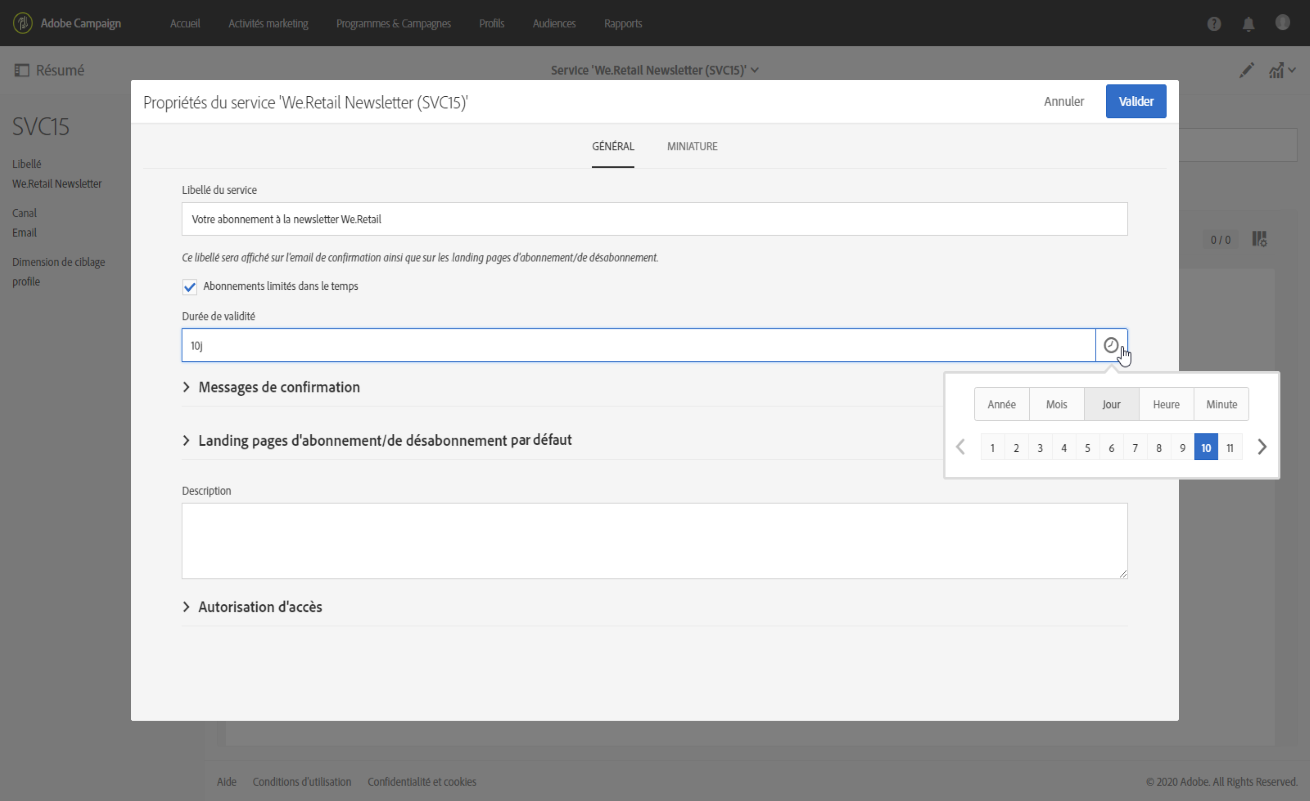 Adobe Campaign Accueil Activités marketing Programmes & Campagnes Profils Audiences Rapports
Résumé Service 'We.Retail Newsletter (SVC15)'
Propriétés du service 'We.Retail Newsletter (SVC15)' Annuler Valider
SVC15
GÉNÉRAL MINIATURE
Libellé
We.Retail Newsletter
Canal
Email
Dimension de ciblage
profile
Libellé du service
Votre abonnement à la newsletter We.Retail
Ce libellé sera affiché sur l'email de confirmation ainsi que sur les landing pages d'abonnement/de désabonnement.
0 / 0
Abonnements limités dans le temps
Durée de validité
10j
Messages de confirmation
Année Mois Jour Heure Minute
1 2 3 4 5 6 7 8 9 10 11
Landing pages d'abonnement/de désabonnement par défaut
Description
Autorisation d'accès
Aide Conditions d'utilisation Confidentialité et cookies © 2020 Adobe. All Rights Reserved.